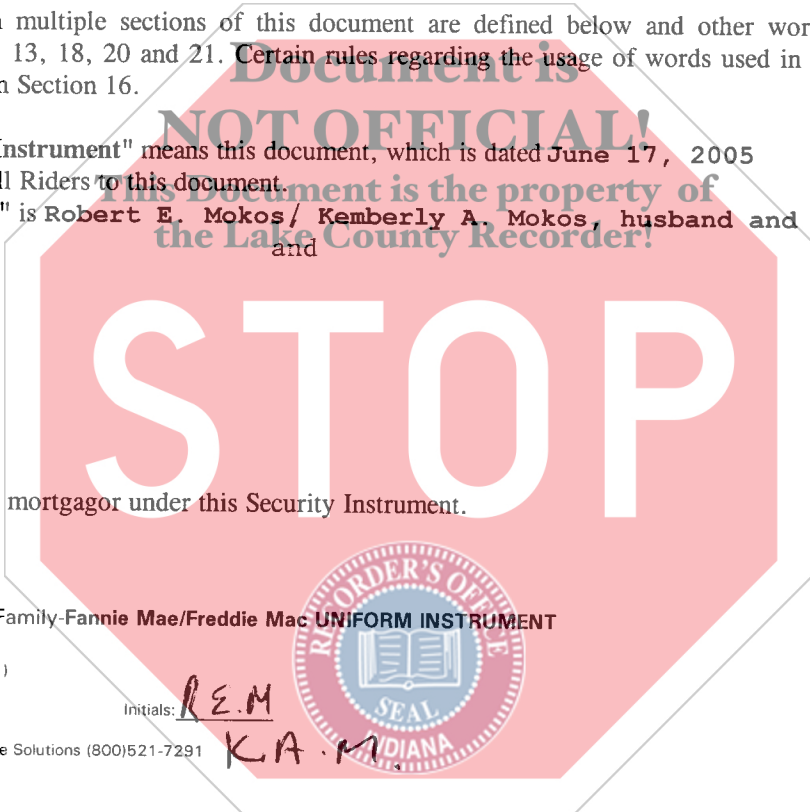 multiple sections of this document are defined below and other wor
13, 18, 20 and 21. Certain rules regarding the usage of words used in
Section 16.
Document is
NOT OFFICIAL!
This Document is the property of
the Lake County Recorder!
Instrument" means this document, which is dated June 17, 2005
ll Riders to this document.
" is Robert E. Mokos/ Kemberly A. Mokos, husband and
and
STOP
mortgagor under this Security Instrument.
Family-Fannie Mae/Freddie Mac UNIFORM INSTRUMENT
)
Initials: R.E.M
e Solutions (800)521-7291 K.A.M.
RECORDER'S OFFICE
SEAL
INDIANA